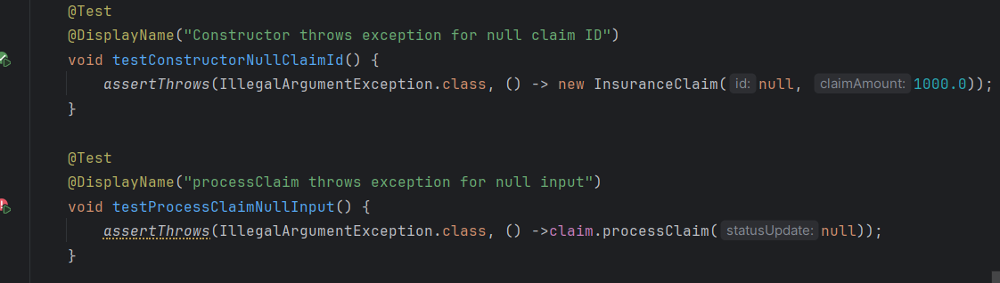 @Test
@DisplayName("Constructor throws exception for null claim ID")
void testConstructorNullClaimId() {
    assertThrows(IllegalArgumentException.class, () -> new InsuranceClaim( id: null, claimAmount: 1000.0));
}
@Test
@DisplayName("processClaim throws exception for null input")
void testProcessClaimNullInput() {
    assertThrows(IllegalArgumentException.class, () ->claim.processClaim( statusUpdate: null));
}